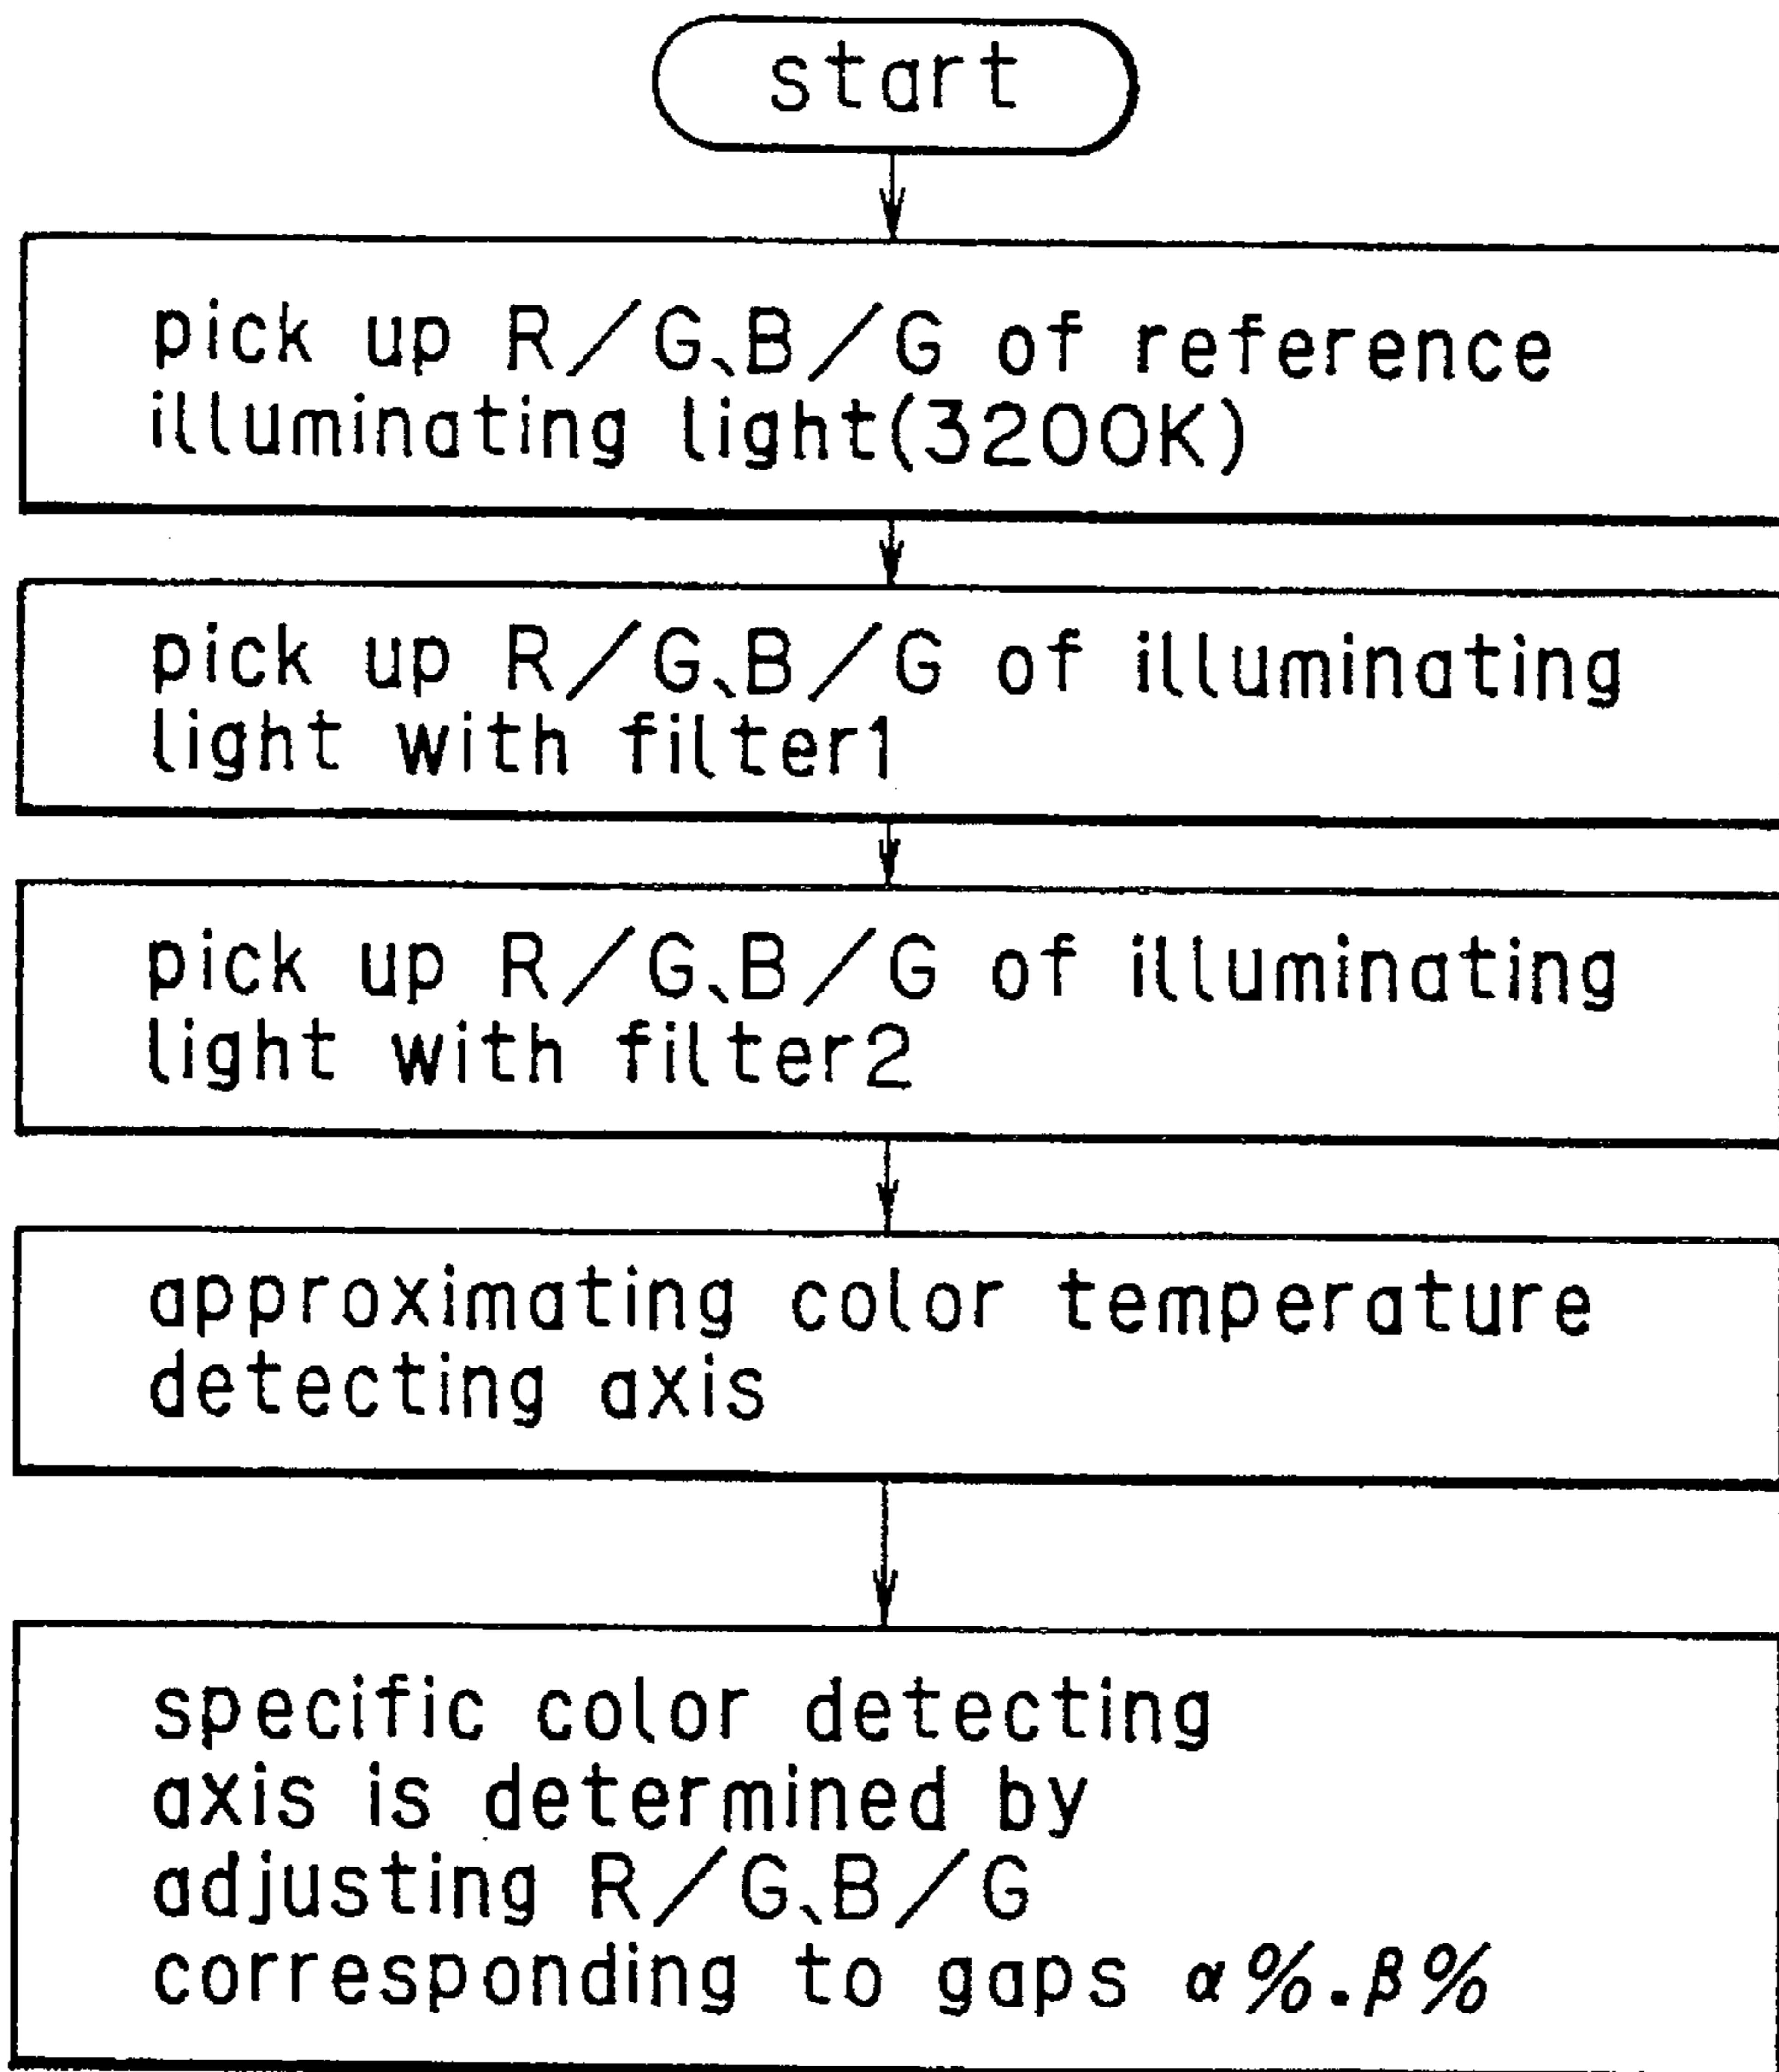 start
pick up R/G、B/G of reference
illuminating light(3200K)
pick up R/G、B/G of illuminating
light with filter1
pick up R/G、B/G of illuminating
light with filter2
approximating color temperature
detecting axis
specific color detecting
axis is determined by
adjusting R/G、B/G
corresponding to gaps α%.β%